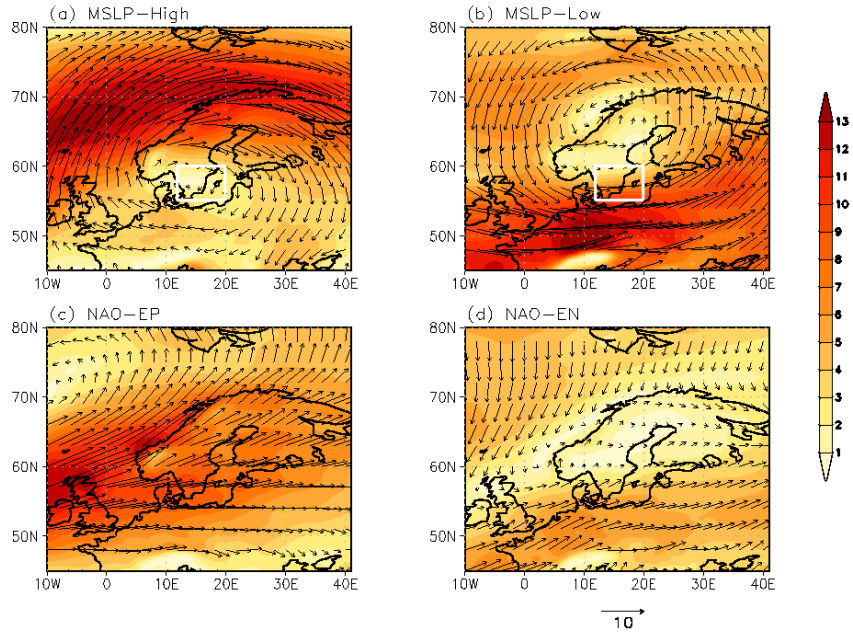 (a) MSLP-High
(b) MSLP-Low
80N
70N
60N
50N
10W 0 10E 20E 30E 40E
80N
70N
60N
50N
10W 0 10E 20E 30E 40E
13
12
11
10
9
8
7
6
5
4
3
2
1
(c) NAO-EP
(d) NAO-EN
80N
70N
60N
50N
10W 0 10E 20E 30E 40E
80N
70N
60N
50N
10W 0 10E 20E 30E 40E
10